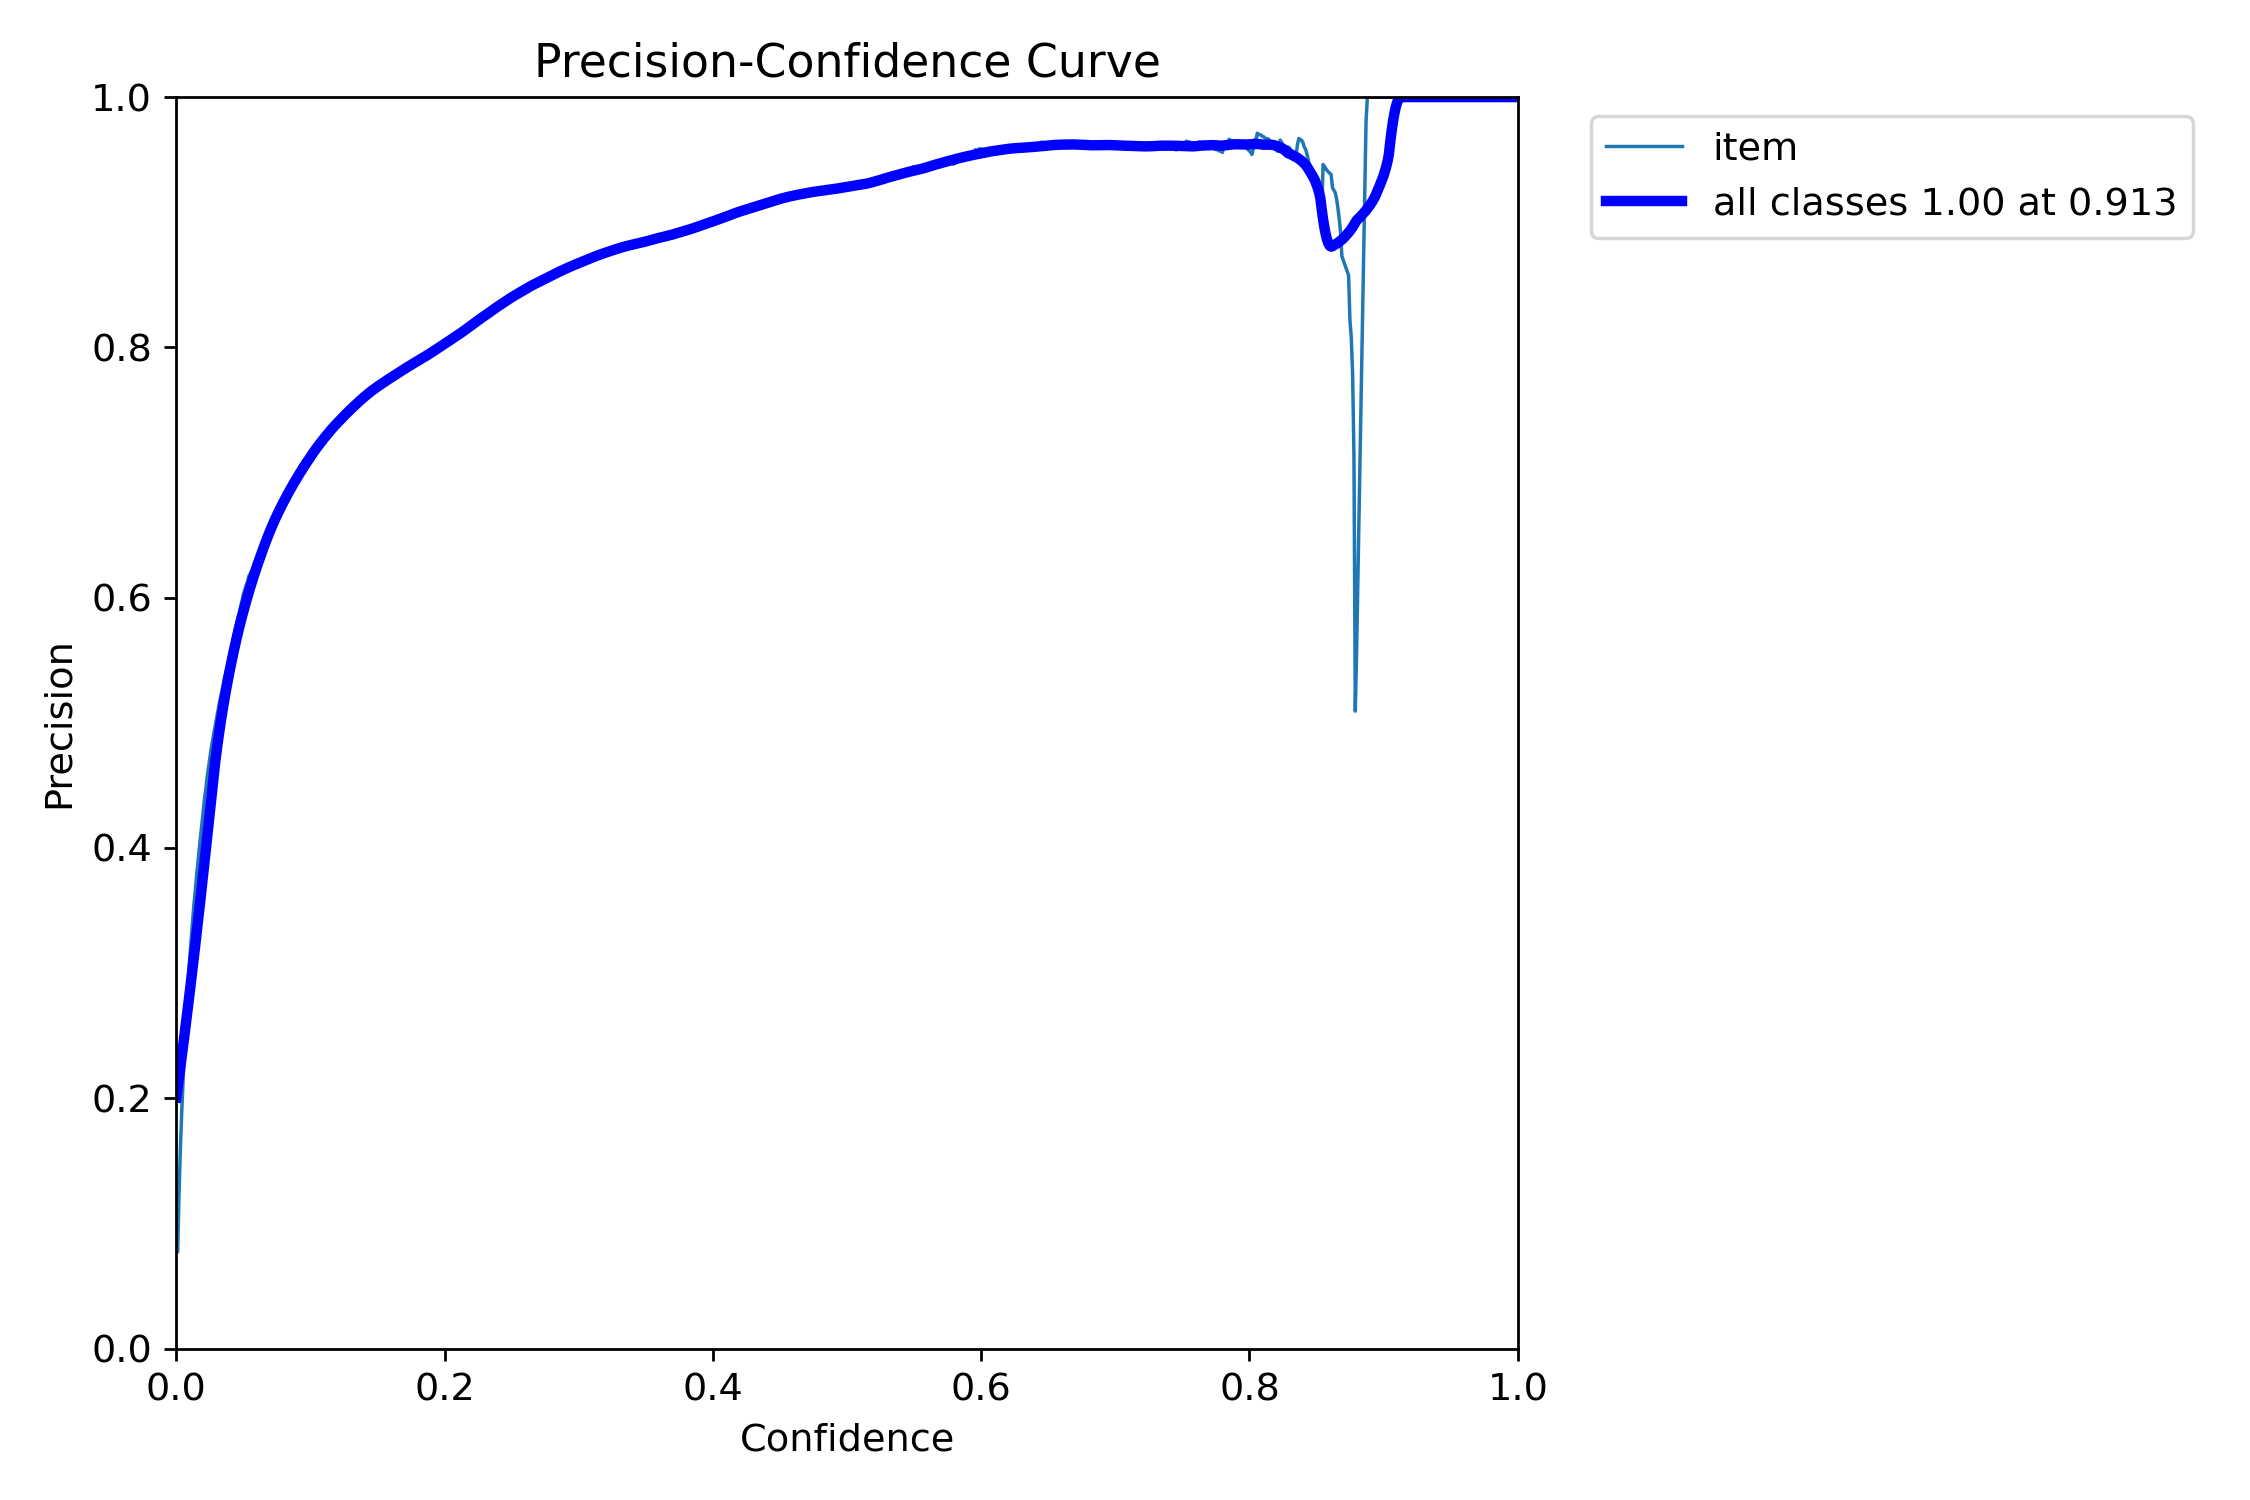 Precision-Confidence Curve
1.0
0.8
0.6
0.4
0.2
0.0
Precision
0.0 0.2 0.4 0.6 0.8 1.0
Confidence
item
all classes 1.00 at 0.913